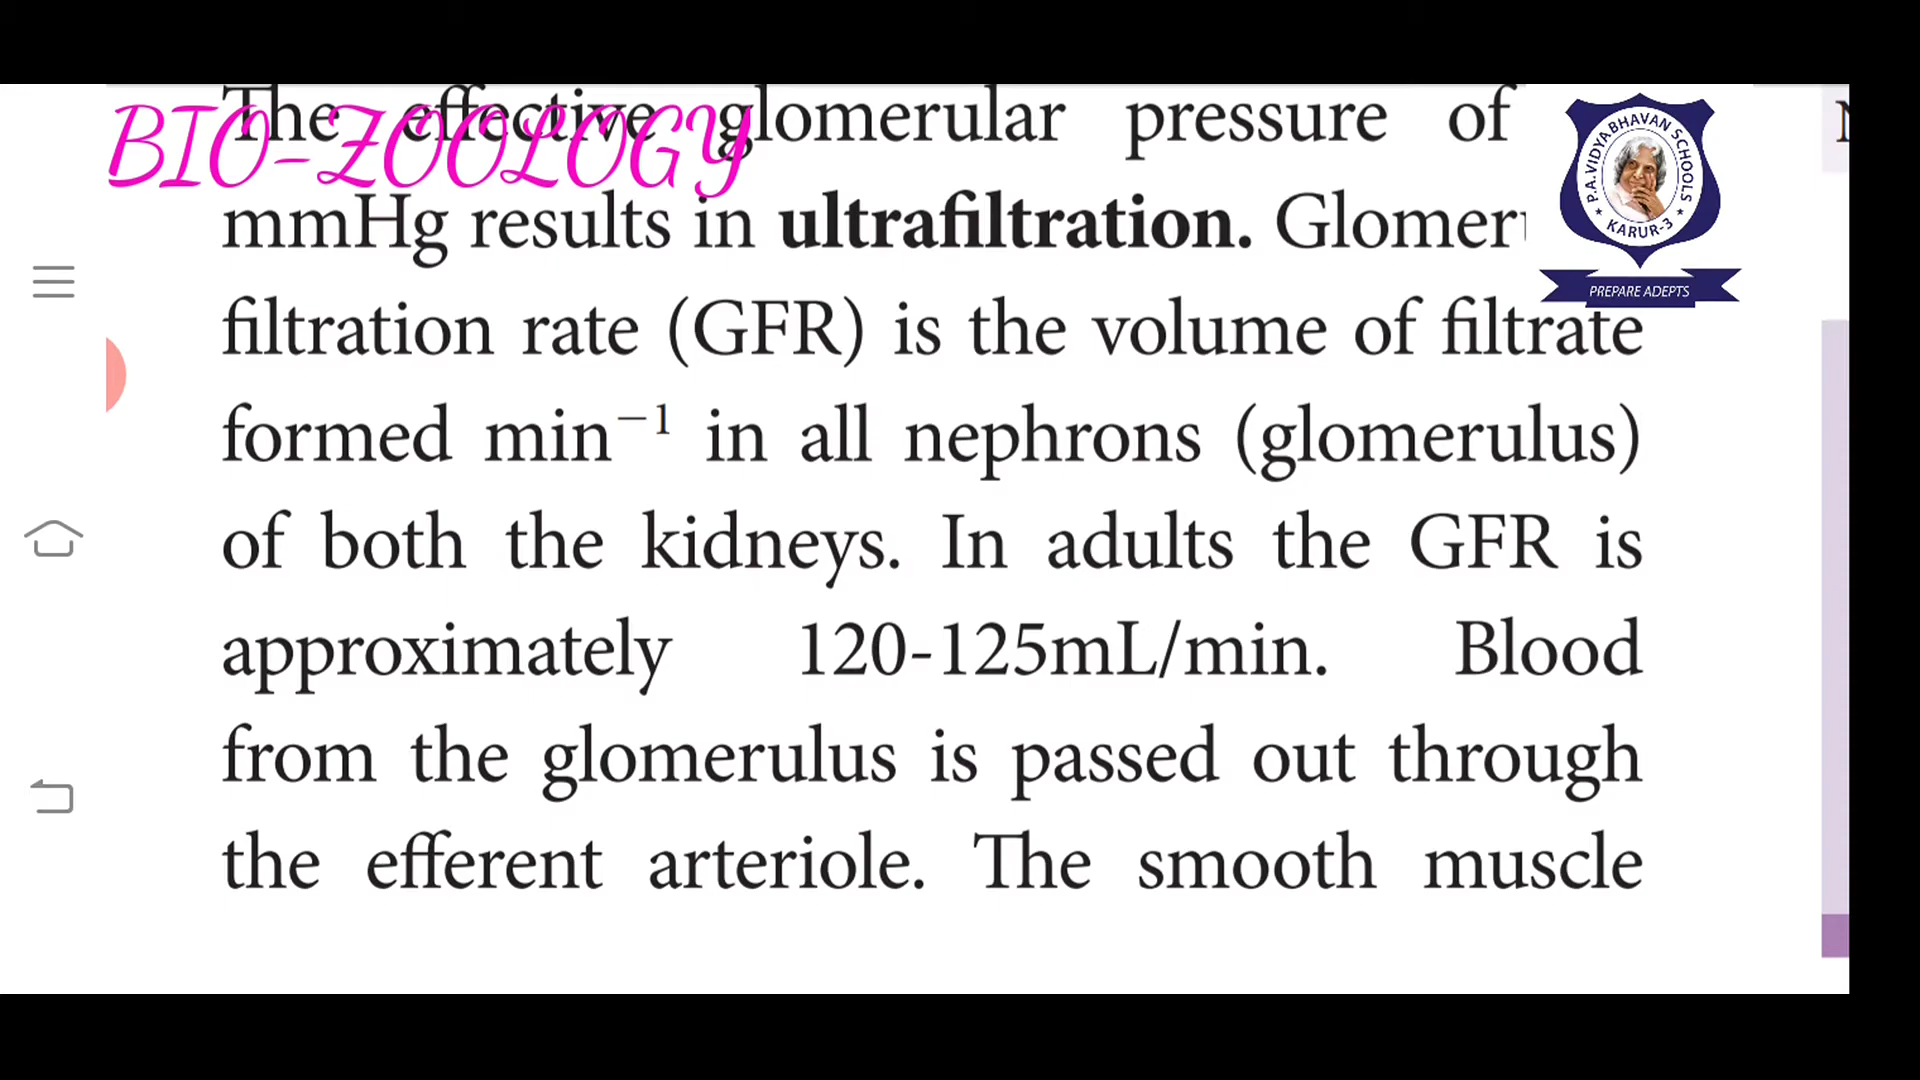 BIO-ZOOLOGY
The effective glomerular pressure of
mmHg results in ultrafiltration.
filtration rate (GFR) is the volume of filtrate
formed min⁻¹ in all nephrons (glomerulus)
of both the kidneys. In adults the GFR is
approximately 120-125mL/min. Blood
from the glomerulus is passed out through
the efferent arteriole. The smooth muscle
P.A.VIDYA BHAVAN SCHOOLS
KARUR-3
PREPARE ADEPTS